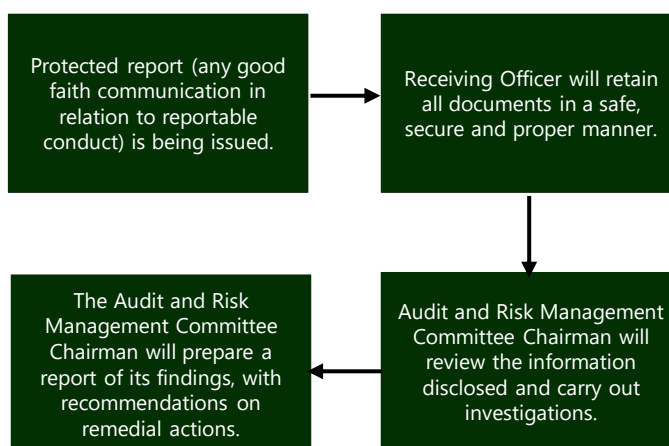 Protected report (any good
faith communication in
relation to reportable
conduct) is being issued.
Receiving Officer will retain
all documents in a safe,
secure and proper manner.
Audit and Risk Management
Committee Chairman will
review the information
disclosed and carry out
investigations.
The Audit and Risk
Management Committee
Chairman will prepare a
report of its findings, with
recommendations on
remedial actions.